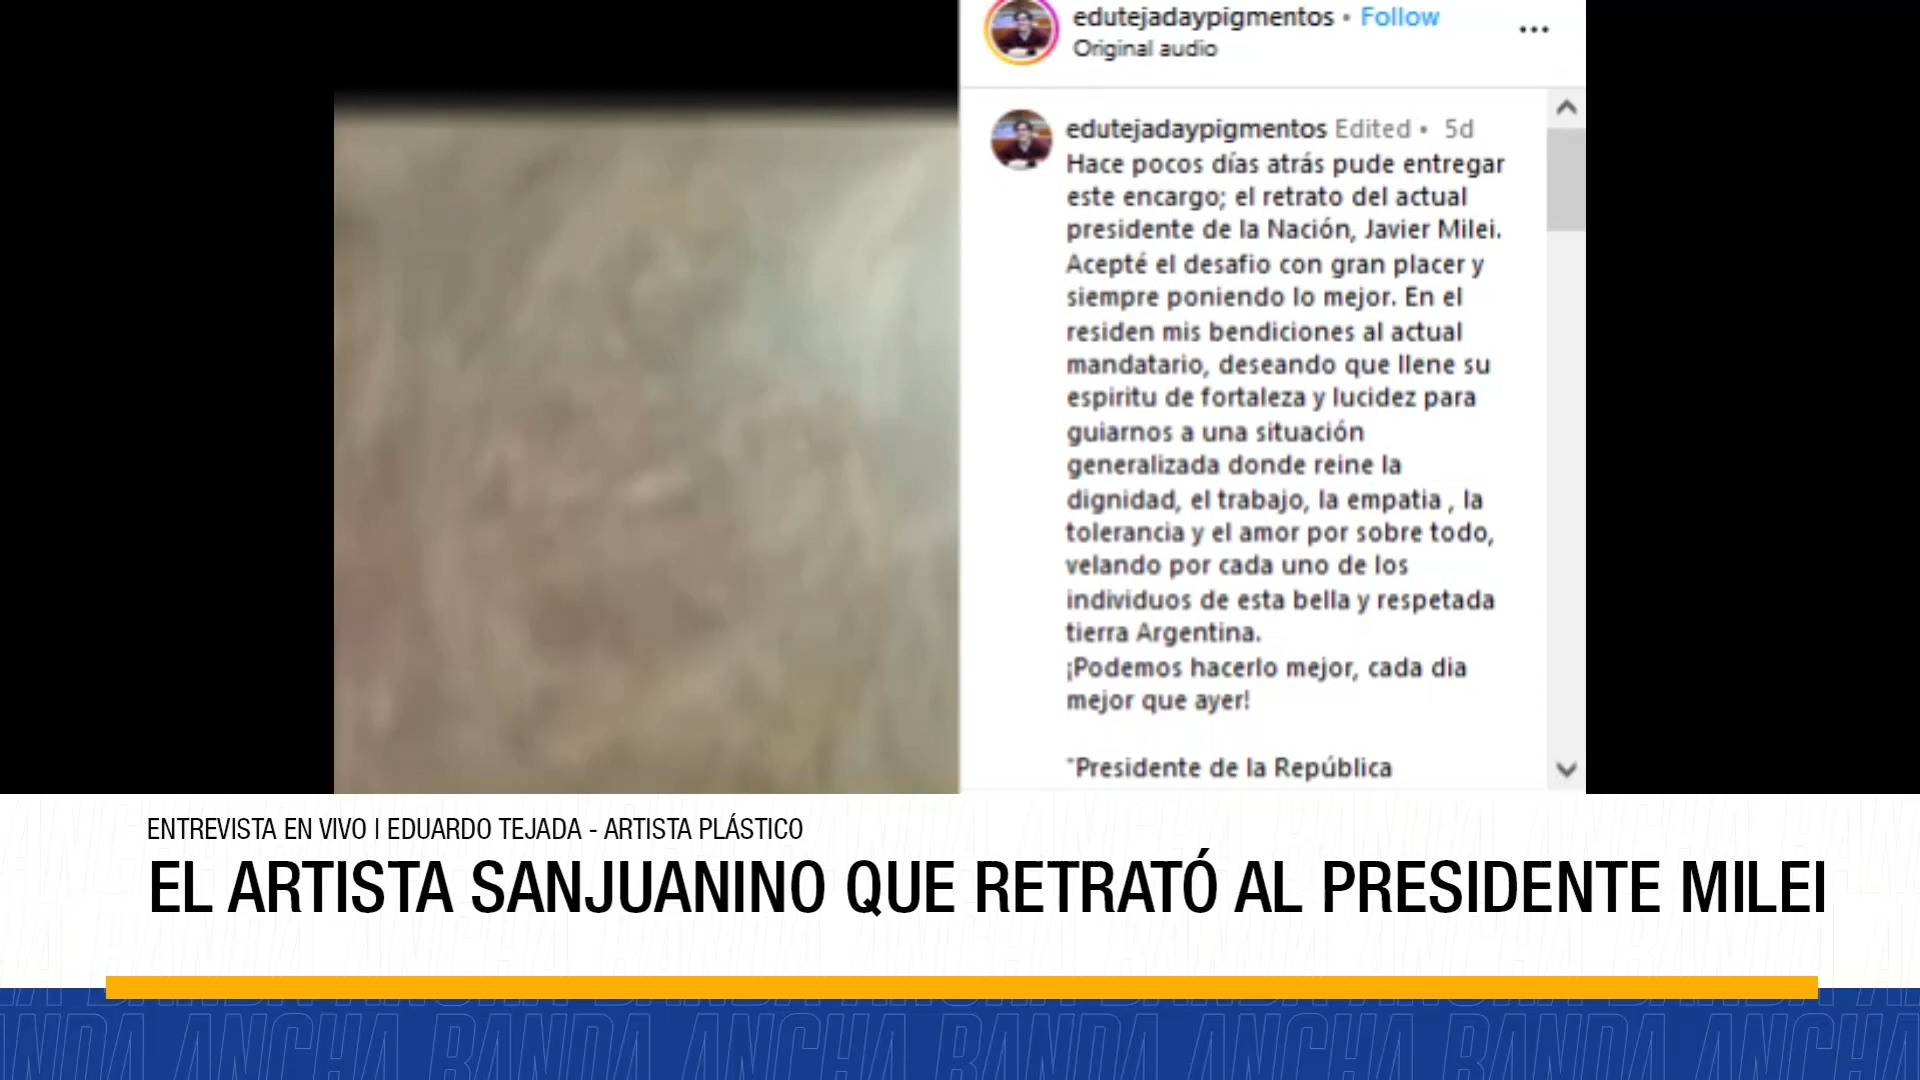 edutejadaypigmentos • Follow
Original audio
edutejadaypigmentos Edited • 5d
Hace pocos días atrás pude entregar
este encargo; el retrato del actual
presidente de la Nación, Javier Milei.
Acepté el desafio con gran placer y
siempre poniendo lo mejor. En el
residen mis bendiciones al actual
mandatario, deseando que llene su
espiritu de fortaleza y lucidez para
guiarnos a una situación
generalizada donde reine la
dignidad, el trabajo, la empatia , la
tolerancia y el amor por sobre todo,
velando por cada uno de los
individuos de esta bella y respetada
tierra Argentina.
¡Podemos hacerlo mejor, cada dia
mejor que ayer!
"Presidente de la República
ENTREVISTA EN VIVO | EDUARDO TEJADA - ARTISTA PLÁSTICO
EL ARTISTA SANJUANINO QUE RETRATÓ AL PRESIDENTE MILEI
BANDA ANCHA BANDA ANCHA BANDA ANCHA BANDA ANCHA